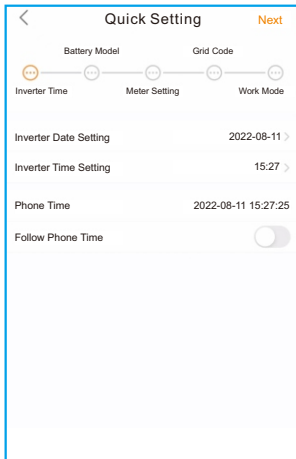 Quick Setting
Next
Battery Model
Grid Code
Inverter Time
Meter Setting
Work Mode
Inverter Date Setting
2022-08-11
Inverter Time Setting
15:27
Phone Time
2022-08-11 15:27:25
Follow Phone Time